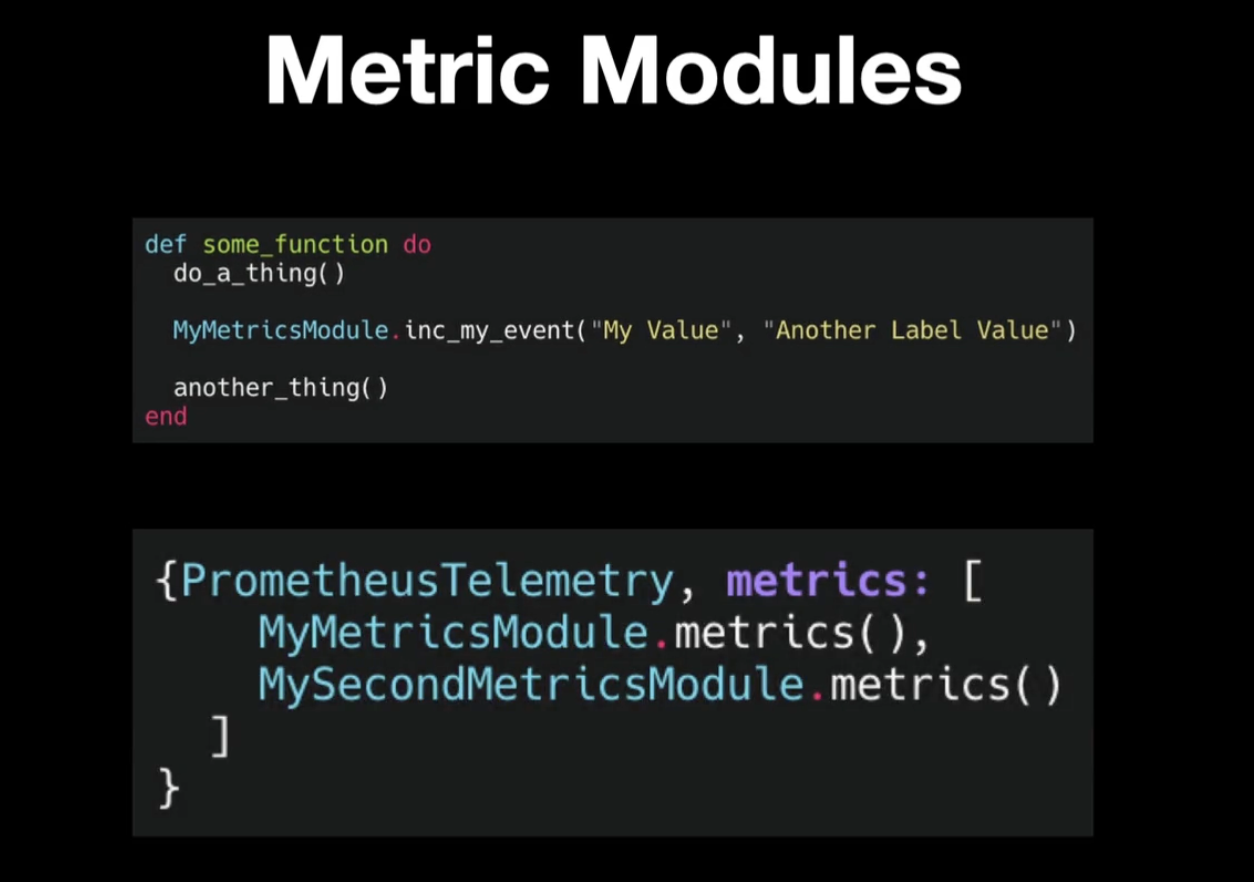 Metric Modules
def some_function do
do_a_thing()
MyMetricsModule.inc_my_event("My Value", "Another Label Value")
another_thing()
end
{PrometheusTelemetry, metrics: [
MyMetricsModule.metrics(),
MySecondMetricsModule.metrics()
]
}